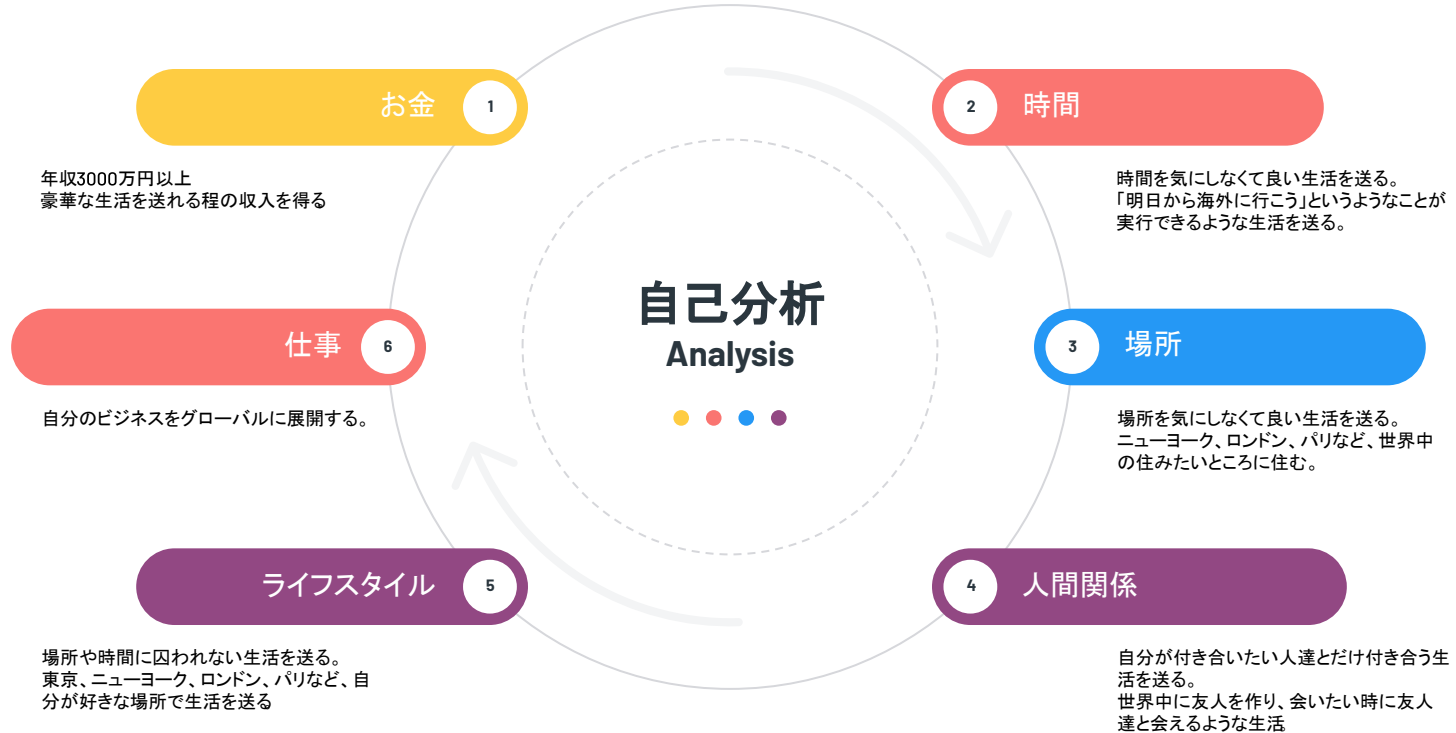 お金
1
年収3000万円以上
豪華な生活を送れる程の収入を得る
2
時間
時間を気にしなくて良い生活を送る。
「明日から海外に行こう」というようなことが
実行できるような生活を送る。
自己分析
Analysis
仕事
6
自分のビジネスをグローバルに展開する。
3
場所
場所を気にしなくて良い生活を送る。
ニューヨーク、ロンドン、パリなど、世界中
の住みたいところに住む。
ライフスタイル
5
場所や時間に囚われない生活を送る。
東京、ニューヨーク、ロンドン、パリなど、自
分が好きな場所で生活を送る
4
人間関係
自分が付き合いたい人達とだけ付き合う生
活を送る。
世界中に友人を作り、会いたい時に友人
達と会えるような生活